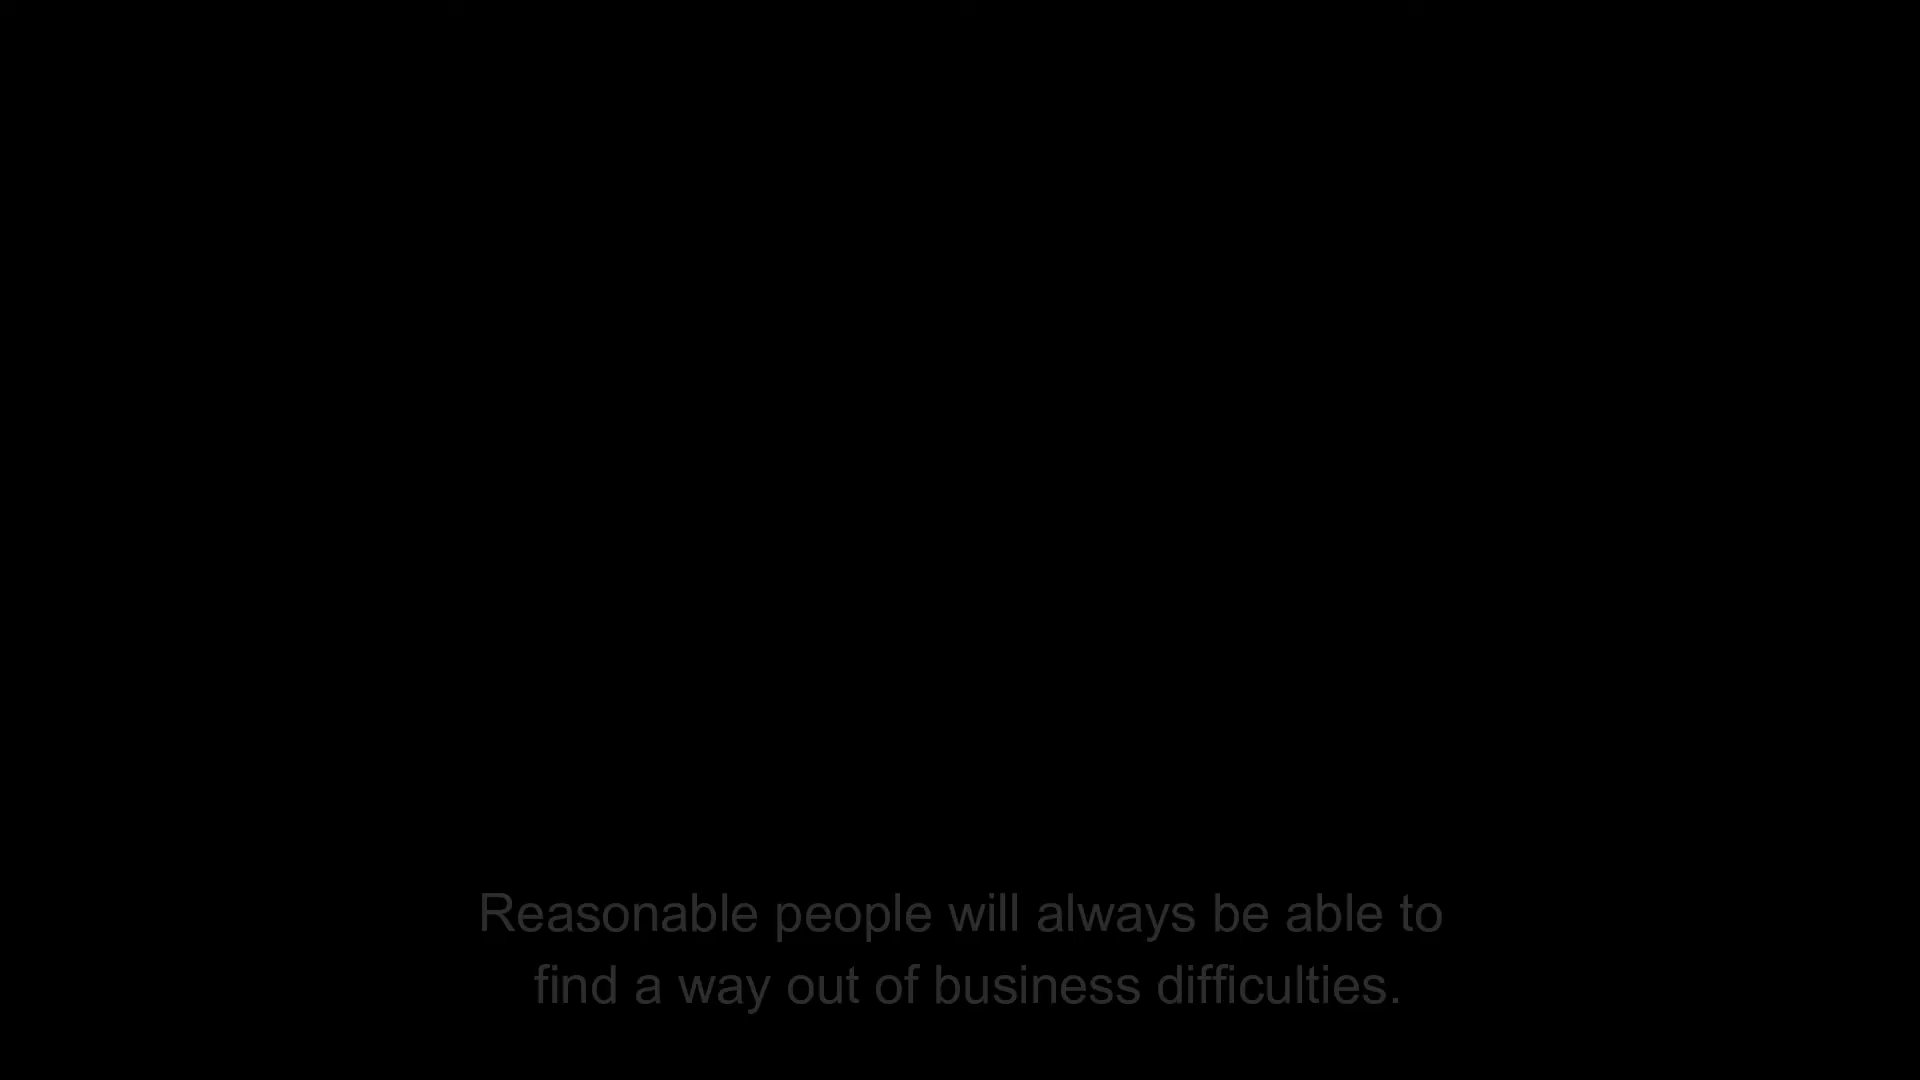 Reasonable people will always be able to
find a way out of business difficulties.